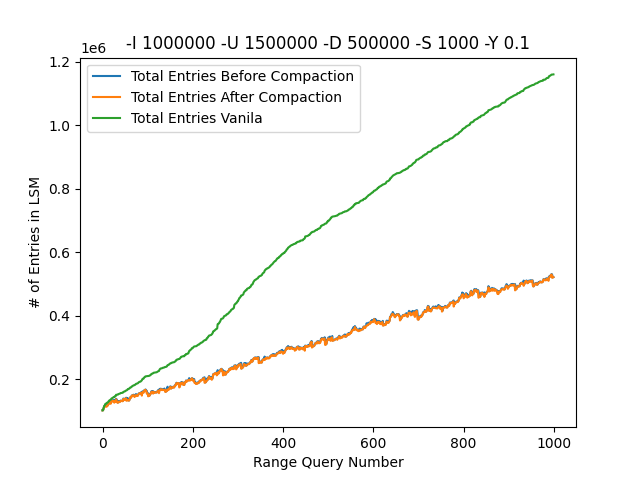 -I 1000000 -U 1500000 -D 500000 -S 1000 -Y 0.1
1e6
Total Entries Before Compaction
Total Entries After Compaction
Total Entries Vanila
1.2
1.0
0.8
0.6
0.4
0.2
# of Entries in LSM
0 200 400 600 800 1000
Range Query Number